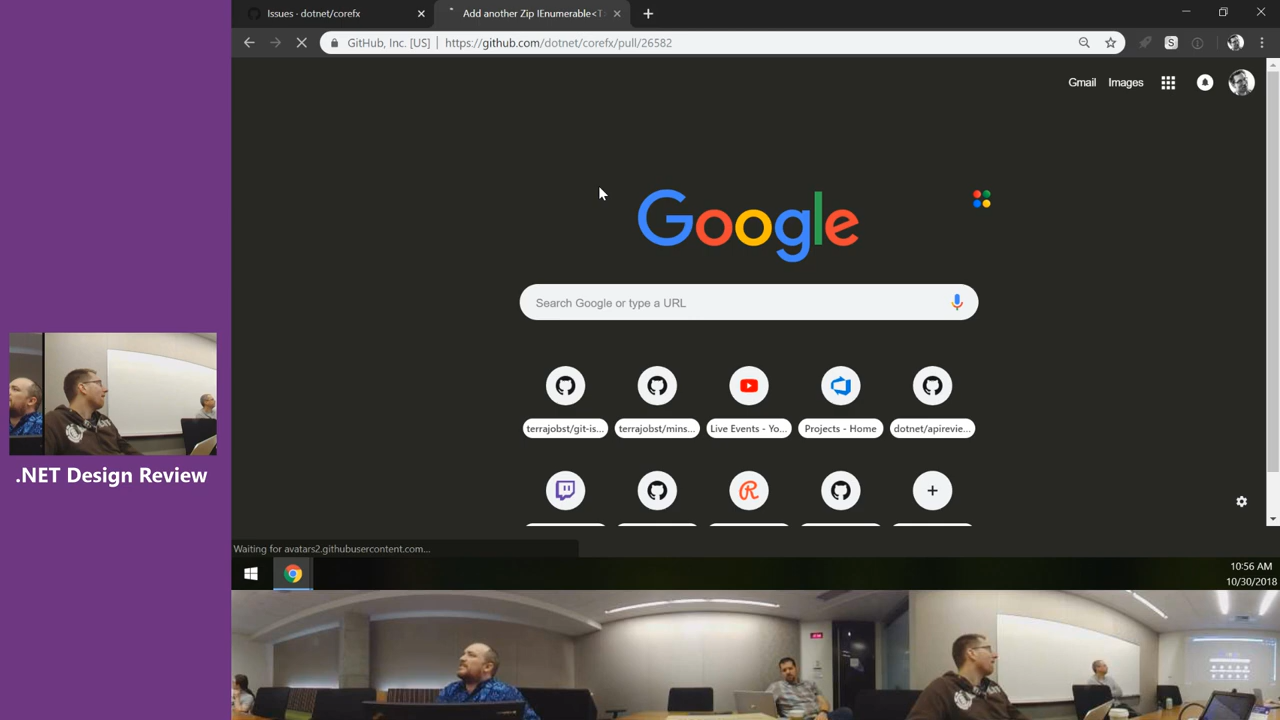 Issues · dotnet/corefx
Add another Zip IEnumerable<T>
GitHub, Inc. [US]
https://github.com/dotnet/corefx/pull/26582
S
Gmail
Images
Google
Search Google or type a URL
terrajobst/git-is...
terrajobst/mins...
Live Events - Yo...
Projects - Home
dotnet/apirevie...
.NET Design Review
Waiting for avatars2.githubusercontent.com...
10:56 AM
10/30/2018